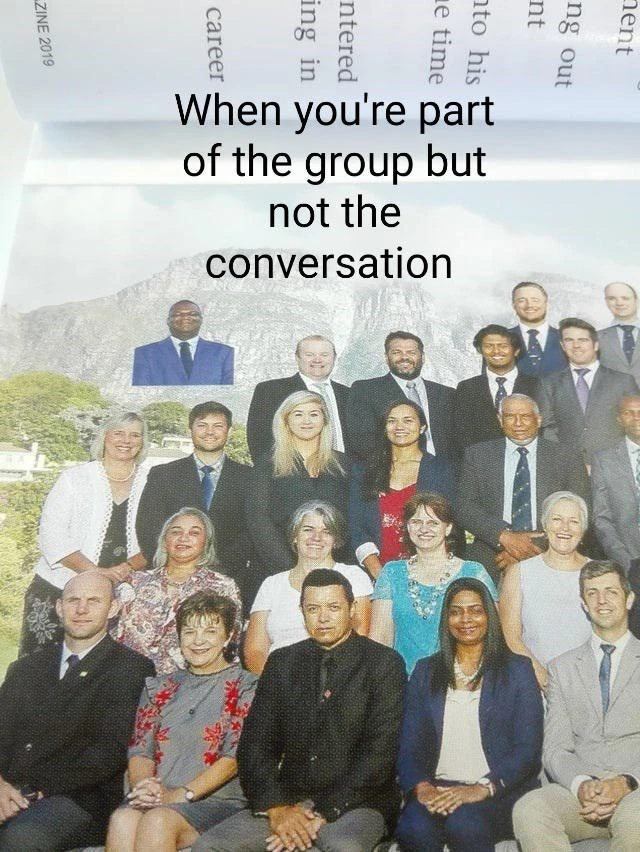 ng out
nt
nto his
e time
ntered
ing in
career
ZINE 2019
When you're part
of the group but
not the
conversation